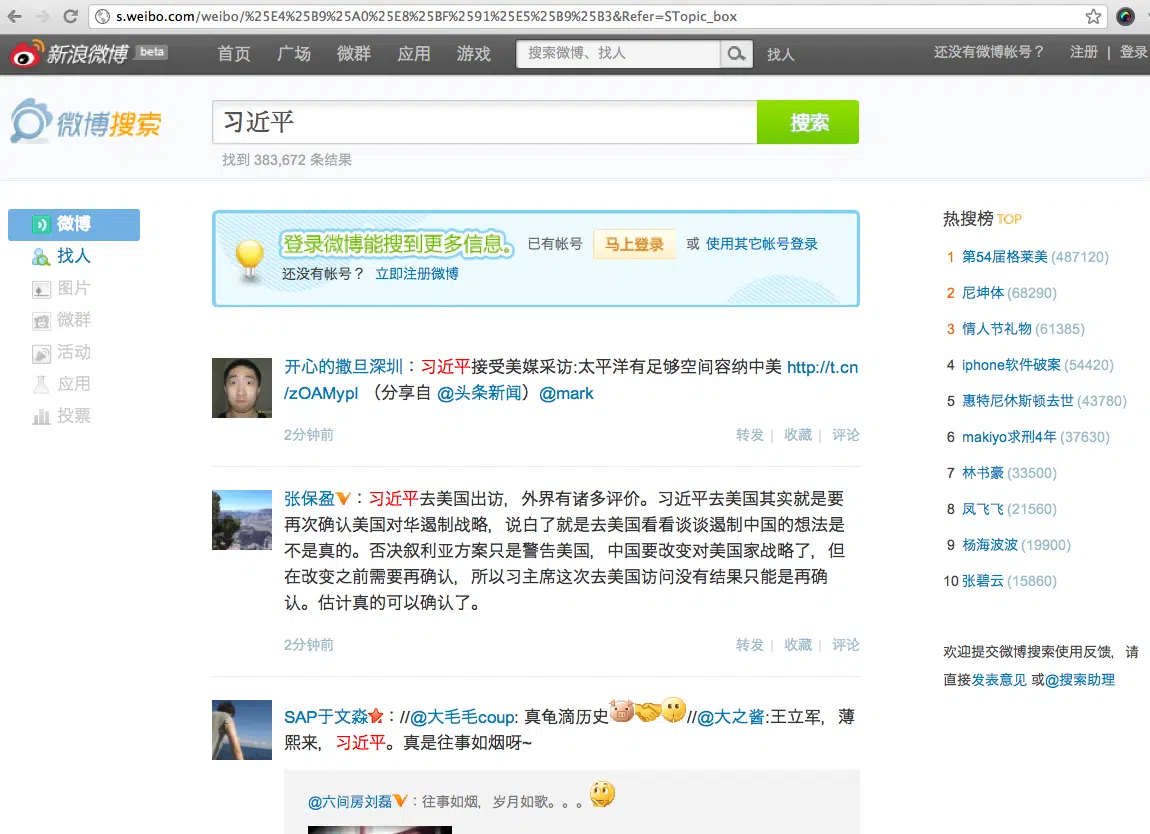 s.weibo.com/weibo/%25E4%25B9%25A0%25E8%25BF%2591%25E5%25B9%25B3&Refer=STopic_box
新浪微博 beta 首页 广场 微群 应用 游戏 搜索微博、找人 找人 还没有微博帐号？ 注册 | 登录
微博搜索 习近平 搜索
找到 383,672 条结果
微博
找人
图片
微群
活动
应用
投票
登录微博能搜到更多信息。 已有帐号 马上登录 或 使用其它帐号登录
还没有帐号？ 立即注册微博
开心的撒旦深圳：习近平接受美媒采访:太平洋有足够空间容纳中美 http://t.cn
/zOAMypl （分享自 @头条新闻）@mark
2分钟前 转发 | 收藏 | 评论
张保盈：习近平去美国出访，外界有诸多评价。习近平去美国其实就是要
再次确认美国对华遏制战略，说白了就是去美国看看谈谈遏制中国的想法是
不是真的。否决叙利亚方案只是警告美国，中国要改变对美国家战略了，但
在改变之前需要再确认，所以习主席这次去美国访问没有结果只能是再确
认。估计真的可以确认了。
2分钟前 转发 | 收藏 | 评论
SAP于文淼：//@大毛毛coup: 真龟滴历史//@大之酱:王立军，薄
熙来，习近平。真是往事如烟呀~
@六间房刘磊：往事如烟，岁月如歌。。。
热搜榜 TOP
1 第54届格莱美 (487120)
2 尼坤体 (68290)
3 情人节礼物 (61385)
4 iphone软件破案 (54420)
5 惠特尼休斯顿去世 (43780)
6 makiyo求刑4年 (37630)
7 林书豪 (33500)
8 凤飞飞 (21560)
9 杨海波波 (19900)
10 张碧云 (15860)
欢迎提交微博搜索使用反馈，请
直接发表意见 或@搜索助理